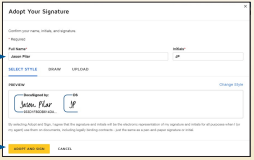 Adopt Your Signature
Confirm your name, initials, and signature.
* Required
Full Name*
Initials*
Jason Pilar
JP
SELECT STYLE
DRAW
UPLOAD
PREVIEW
Change Style
DocuSigned by:
DS
Jason Pilar
JP
By selecting Adopt and Sign, I agree that the signature and initials will be the electronic representation of my signature and initials for all purposes when I (or
my agent) use them on documents, including legally binding contracts - just the same as a pen-and-paper signature or initial.
ADOPT AND SIGN
CANCEL